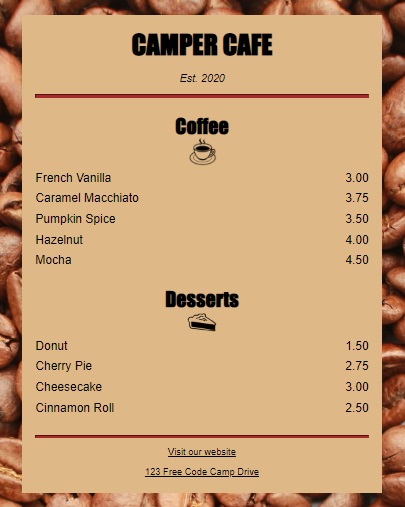 CAMPER CAFE
Est. 2020
Coffee
French Vanilla 3.00
Caramel Macchiato 3.75
Pumpkin Spice 3.50
Hazelnut 4.00
Mocha 4.50
Desserts
Donut 1.50
Cherry Pie 2.75
Cheesecake 3.00
Cinnamon Roll 2.50
Visit our website
123 Free Code Camp Drive